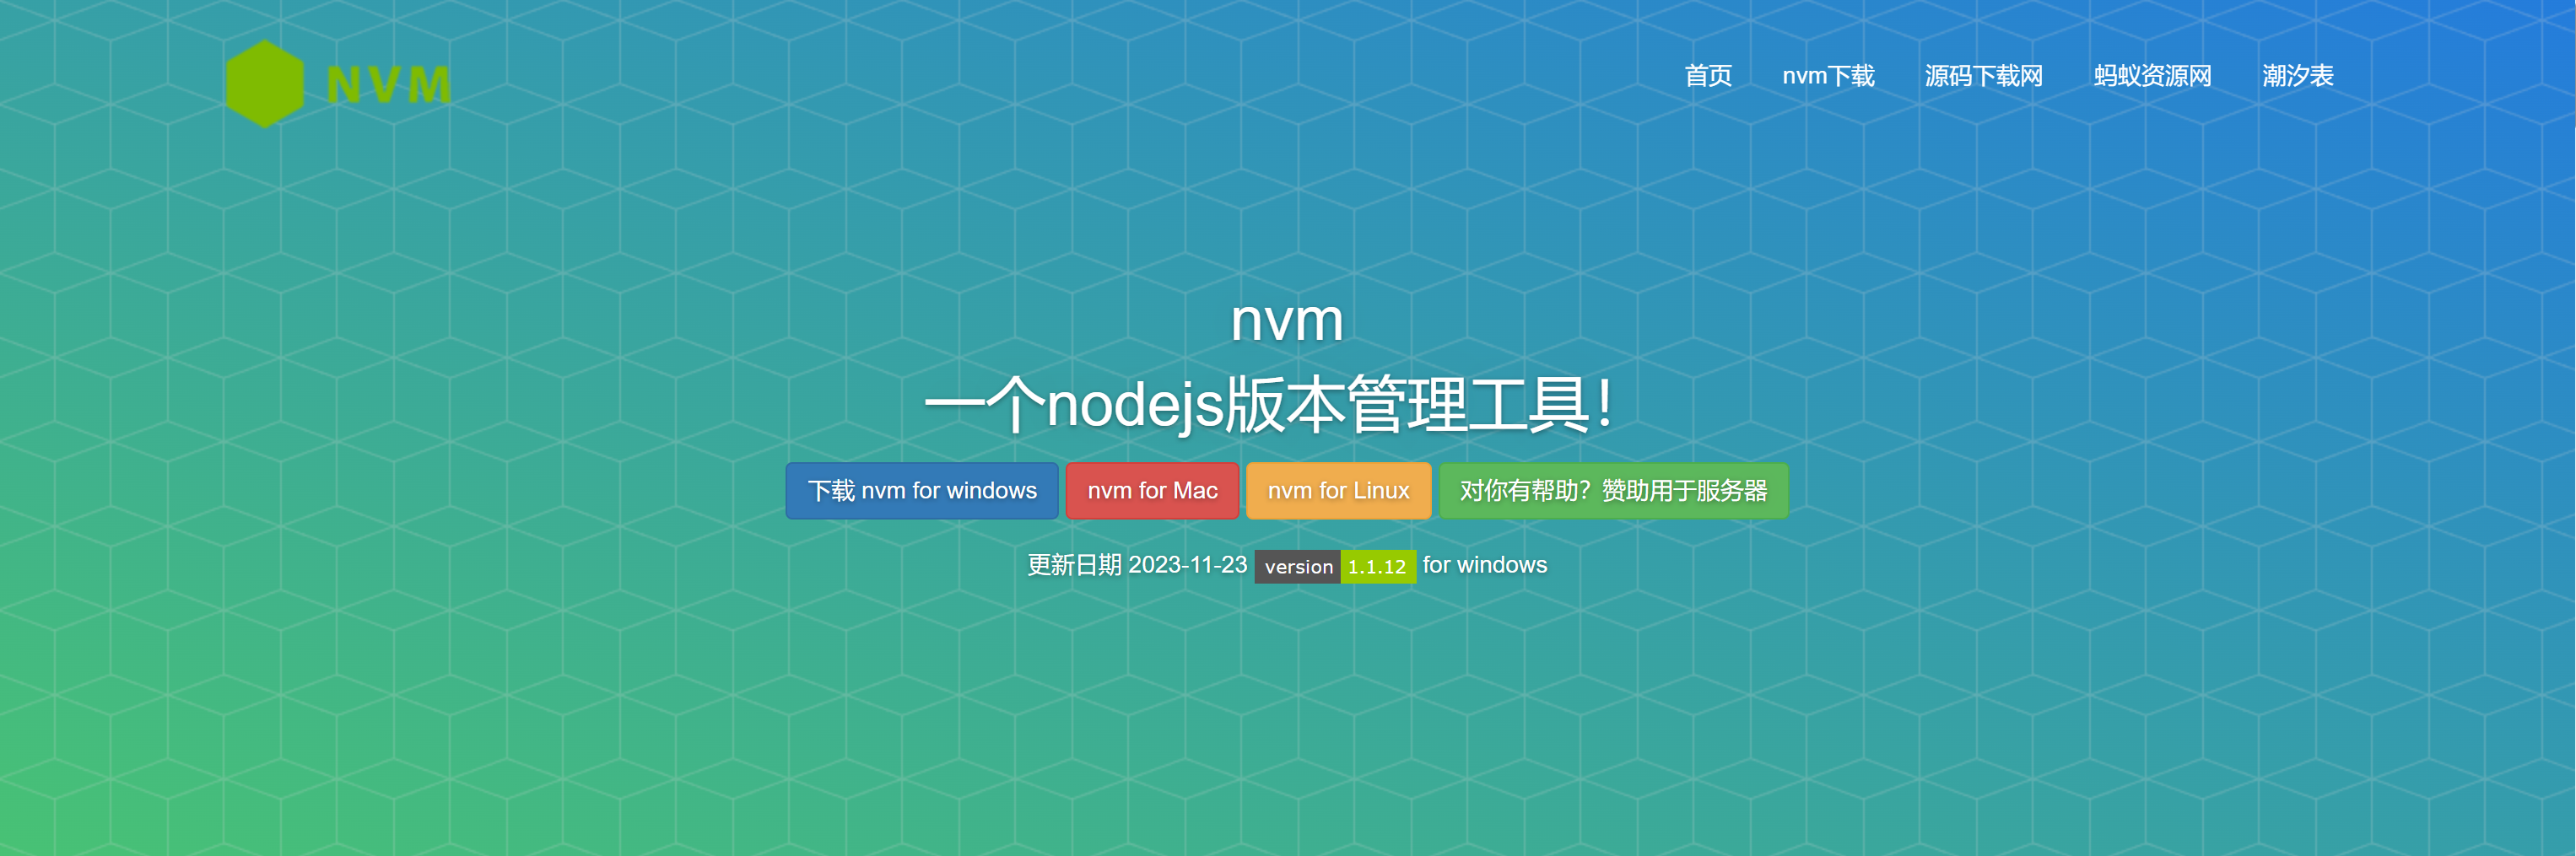 NVM
首页 nvm下载 源码下载网 蚂蚁资源网 潮汐表
nvm
一个nodejs版本管理工具！
下载 nvm for windows nvm for Mac nvm for Linux 对你有帮助？赞助用于服务器
更新日期 2023-11-23 version 1.1.12 for windows